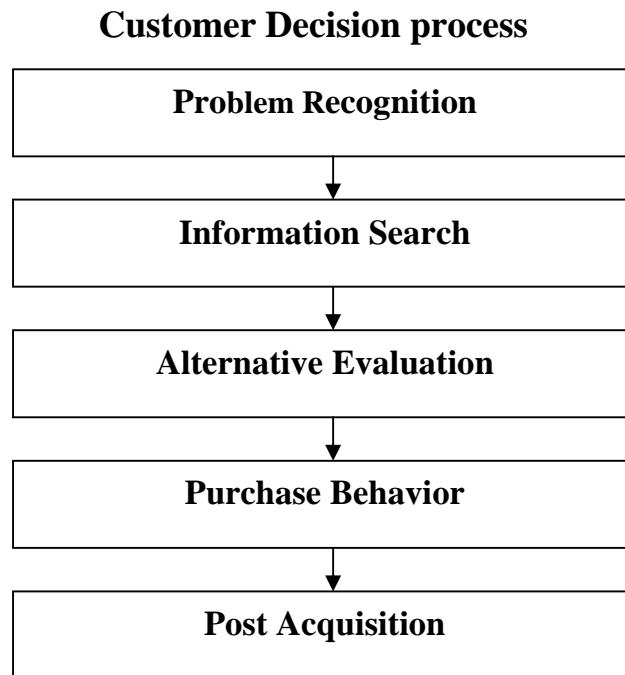 Customer Decision process
Problem Recognition
Information Search
Alternative Evaluation
Purchase Behavior
Post Acquisition